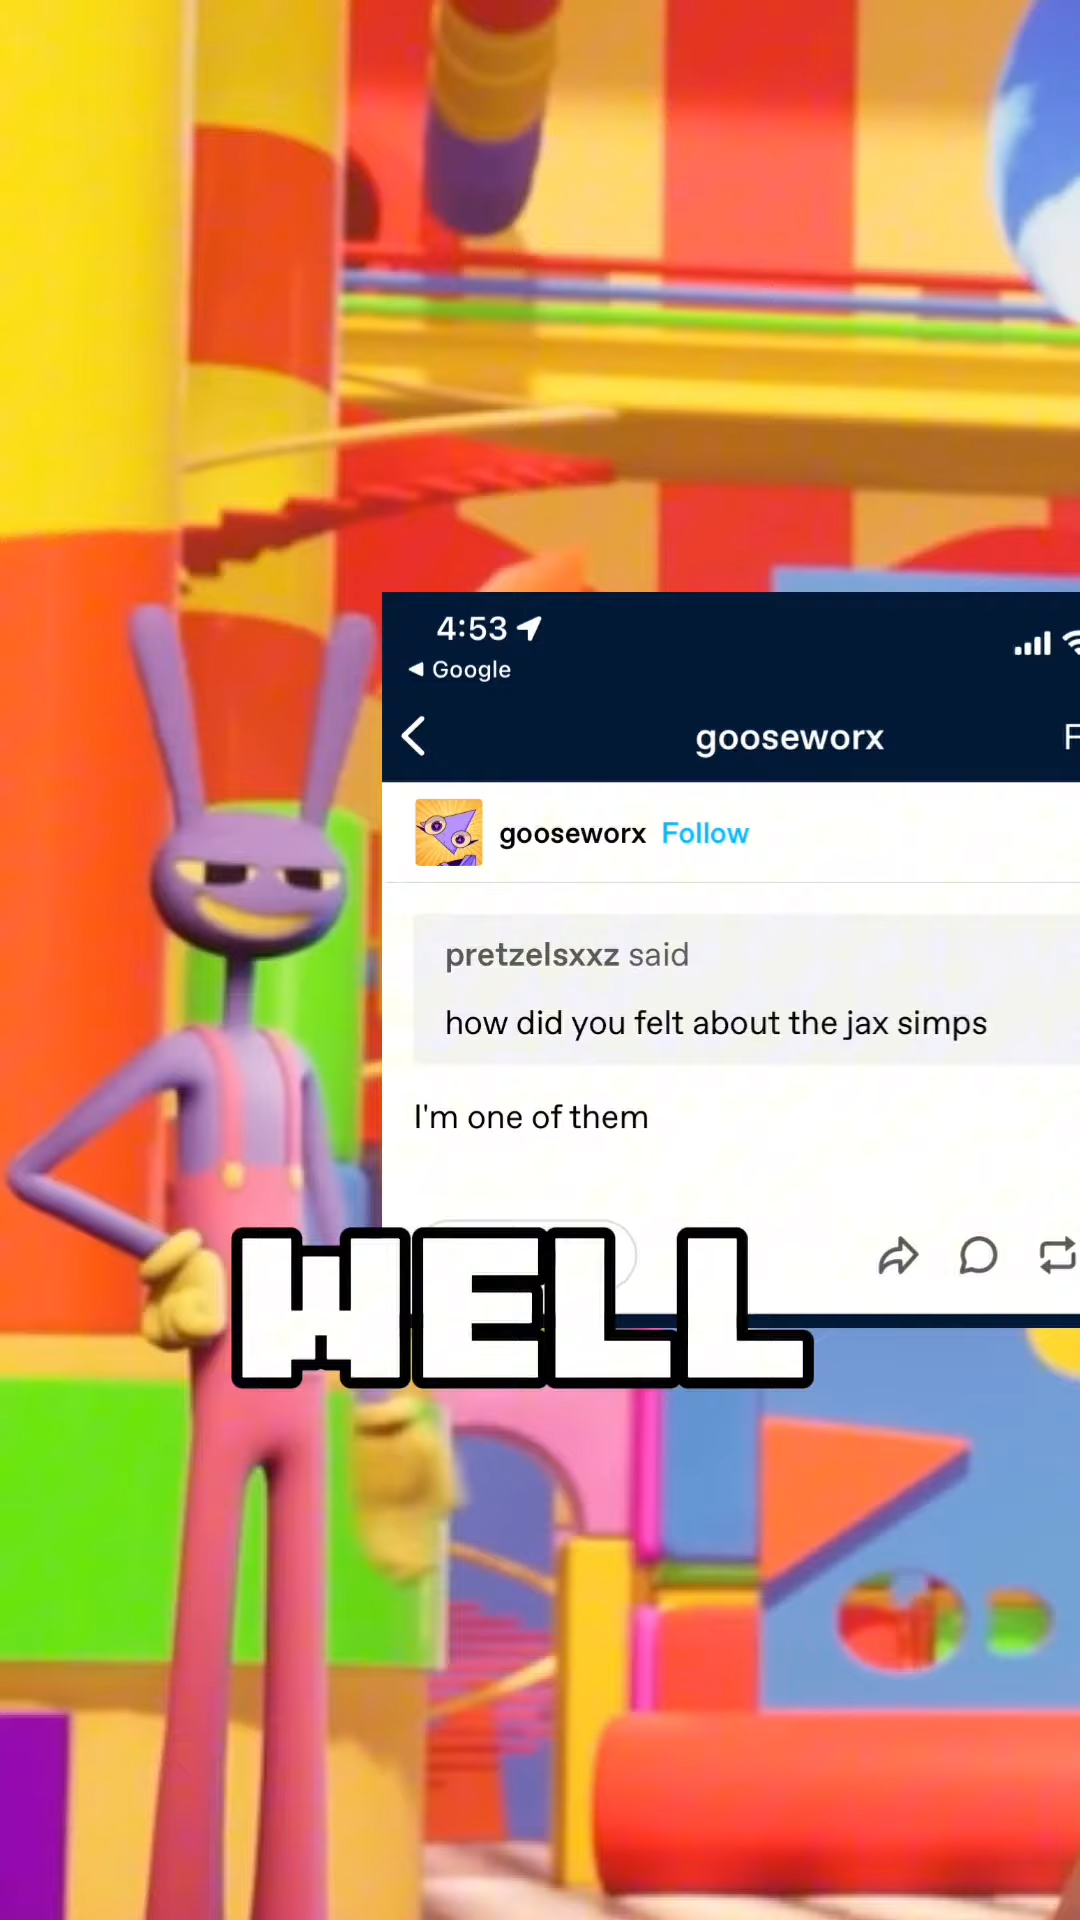 4:53
◀ Google
gooseworx
F
gooseworx Follow
pretzelsxxz said
how did you felt about the jax simps
I'm one of them
WELL